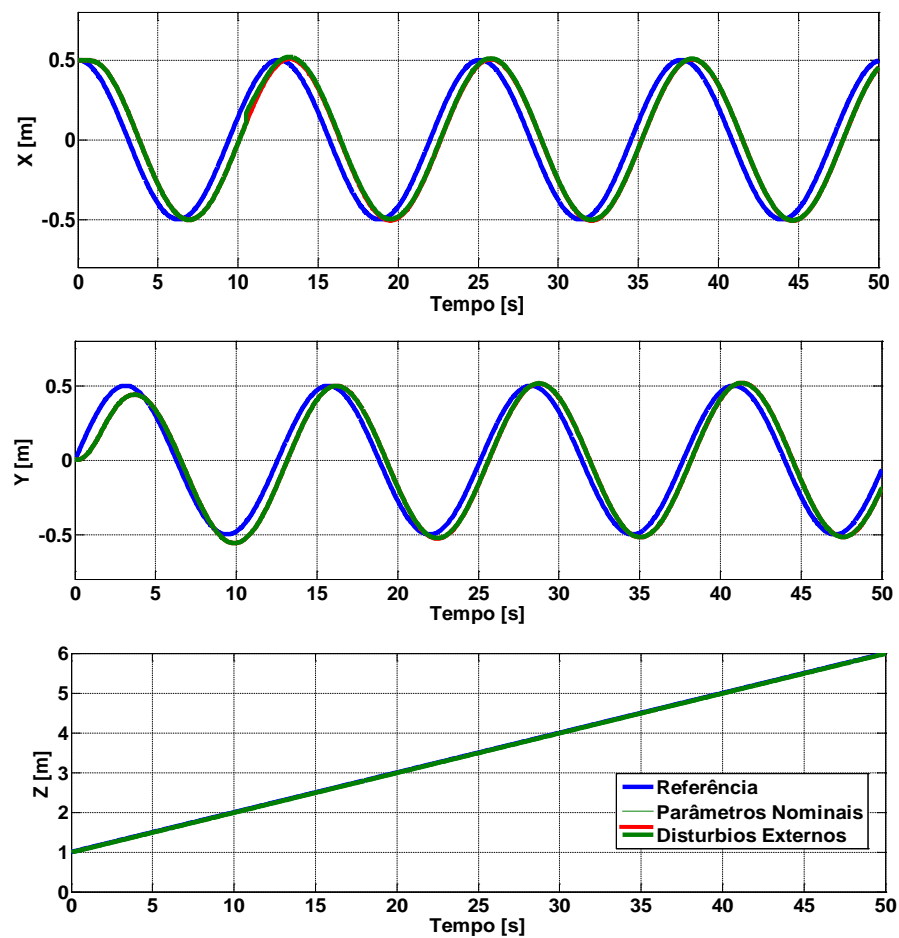 X [m]
0.5
0
-0.5
0 5 10 15 20 25 30 35 40 45 50
Tempo [s]
Y [m]
0.5
0
-0.5
0 5 10 15 20 25 30 35 40 45 50
Tempo [s]
Z [m]
6
5
4
3
2
1
0
Referência
Parâmetros Nominais
Disturbios Externos
0 5 10 15 20 25 30 35 40 45 50
Tempo [s]